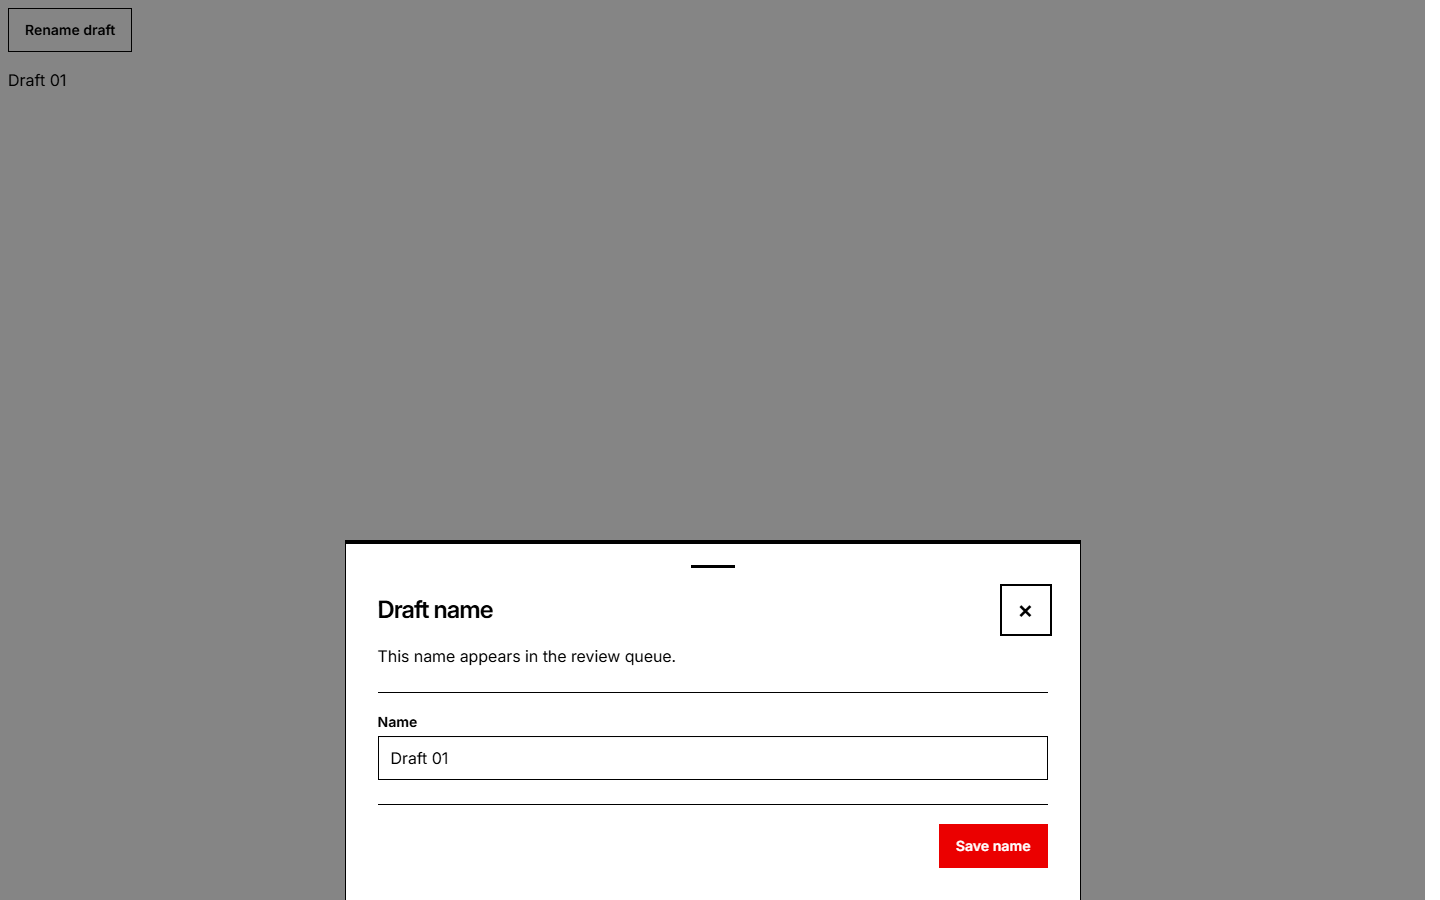 Rename draft
Draft 01
Draft name
×
This name appears in the review queue.
Name
Draft 01
Save name